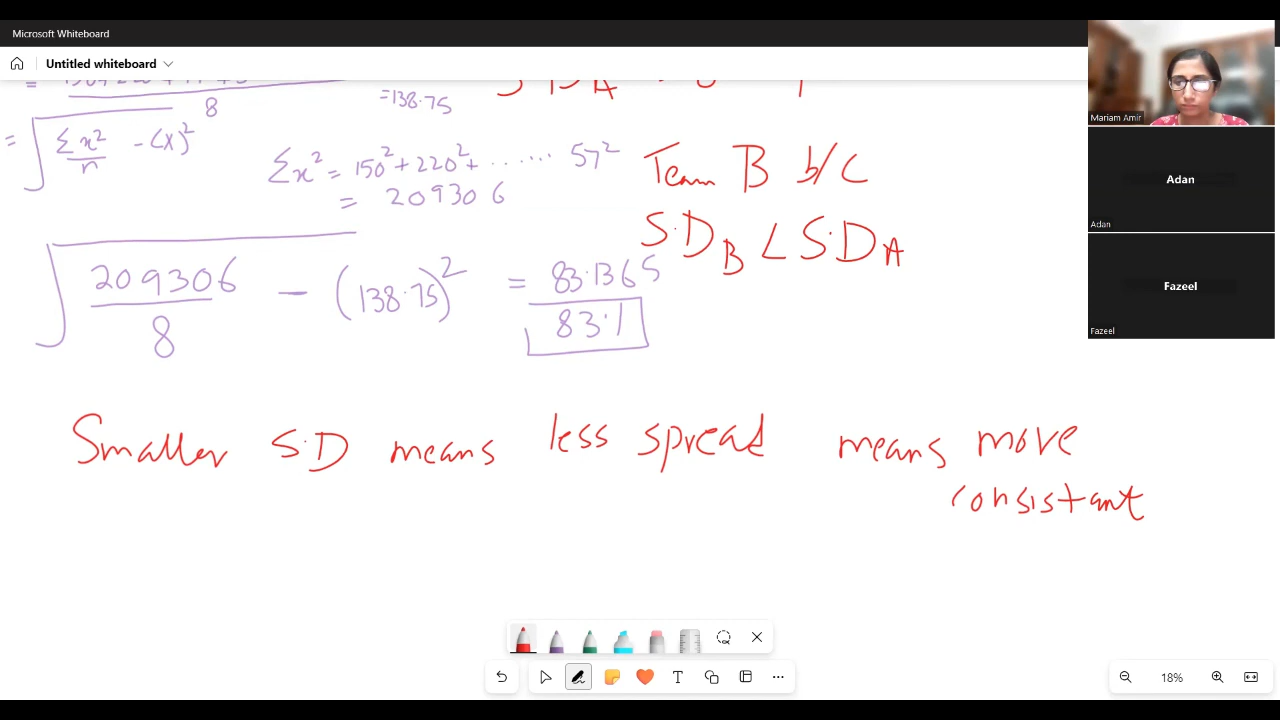 Microsoft Whiteboard
Untitled whiteboard
8
=138.75
= √ Σx²/n - (x)²
Σx² = 150² + 220² + ...... 57²
= 209306
Team B b/c
S.D_B < S.D_A
√ 209306/8 - (138.75)² = 83.1365
83.1
Smaller S.D means less spread means more
consistant
Mariam Amir
Adan
Adan
Fazeel
Fazeel
18%